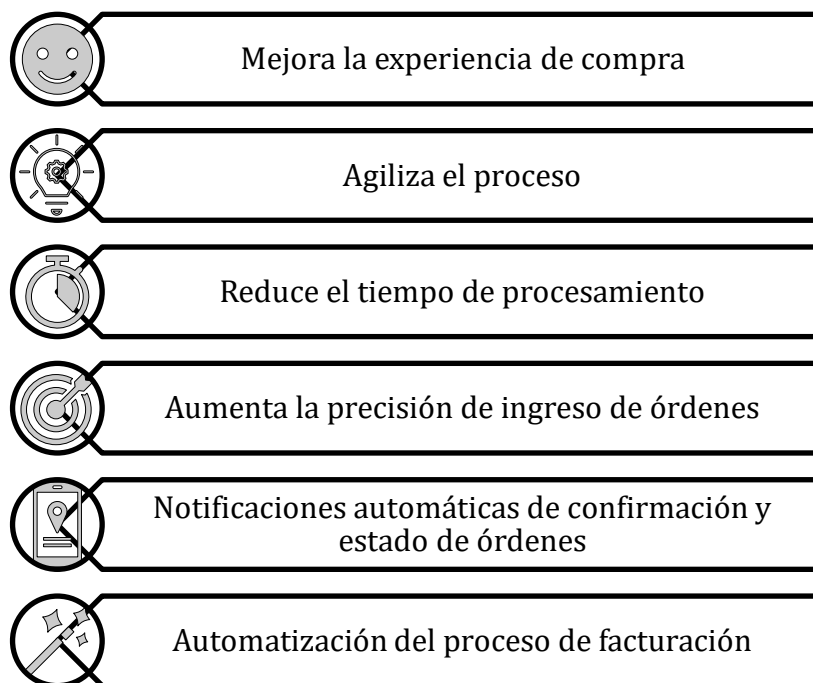 Mejora la experiencia de compra
Agiliza el proceso
Reduce el tiempo de procesamiento
Aumenta la precisión de ingreso de órdenes
Notificaciones automáticas de confirmación y
estado de órdenes
Automatización del proceso de facturación